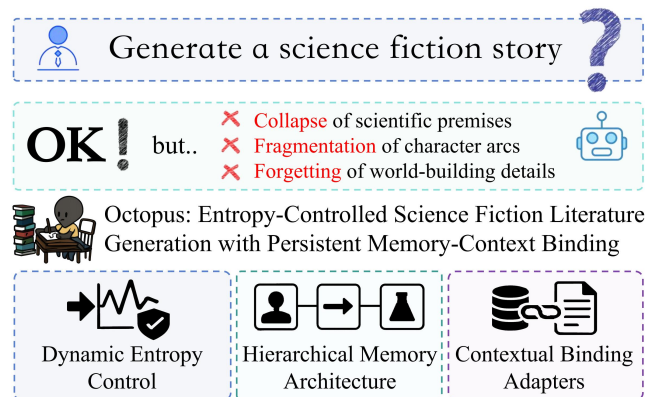 Generate a science fiction story ?
OK! but..
Collapse of scientific premises
Fragmentation of character arcs
Forgetting of world-building details
Octopus: Entropy-Controlled Science Fiction Literature
Generation with Persistent Memory-Context Binding
Dynamic Entropy
Control
Hierarchical Memory
Architecture
Contextual Binding
Adapters